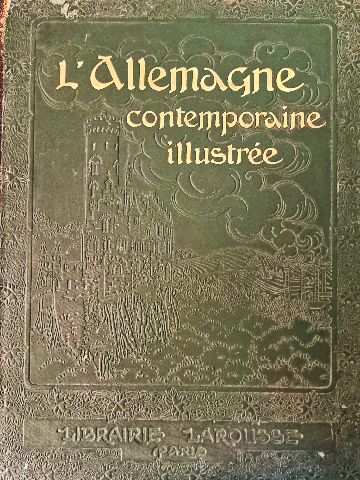 L'Allemagne
contemporaine
illustrée
LIBRAIRIE LAROUSSE
PARIS